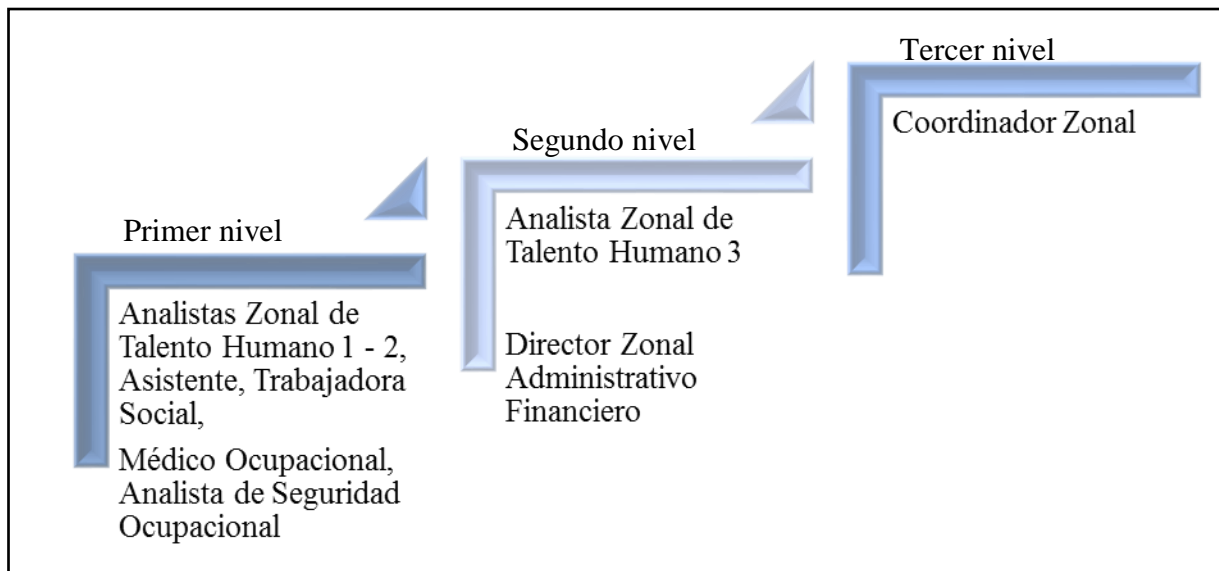 Primer nivel
Analistas Zonal de
Talento Humano 1 - 2,
Asistente, Trabajadora
Social,
Médico Ocupacional,
Analista de Seguridad
Ocupacional
Segundo nivel
Analista Zonal de
Talento Humano 3
Director Zonal
Administrativo
Financiero
Tercer nivel
Coordinador Zonal